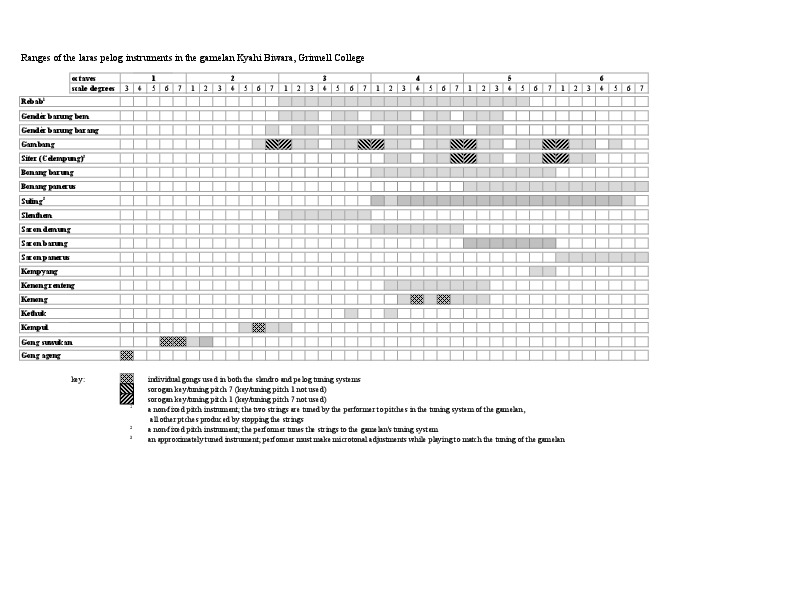 Ranges of the laras pelog instruments in the gamelan Kyahi Biwara, Grinnell College
octaves 1 2 3 4 5 6
scale degrees 3 4 5 6 7 1 2 3 4 5 6 7 1 2 3 4 5 6 7 1 2 3 4 5 6 7 1 2 3 4 5 6 7 1 2 3 4 5 6 7
Rebab¹
Gendér barung bem
Gendér barung barang
Gambang
Siter (Celempung)²
Bonang barung
Bonang panerus
Suling³
Slenthem
Saron demung
Saron barung
Saron panerus
Kempyang
Kenong renteng
Kenong
Kethuk
Kempul
Gong suwukan
Gong ageng
key: individual gongs used in both the slendro and pelog tuning systems
sorogan key/tuning pitch 7 (key/tuning pitch 1 not used)
sorogan key/tuning pitch 1 (key/tuning pitch 7 not used)
¹ a non-fixed pitch instrument; the two strings are tuned by the performer to pitches in the tuning system of the gamelan,
all other pitches produced by stopping the strings
² a non-fixed pitch instrument; the performer tunes the strings to the gamelan's tuning system
³ an approximately tuned instrument; performer must make microtonal adjustments while playing to match the tuning of the gamelan